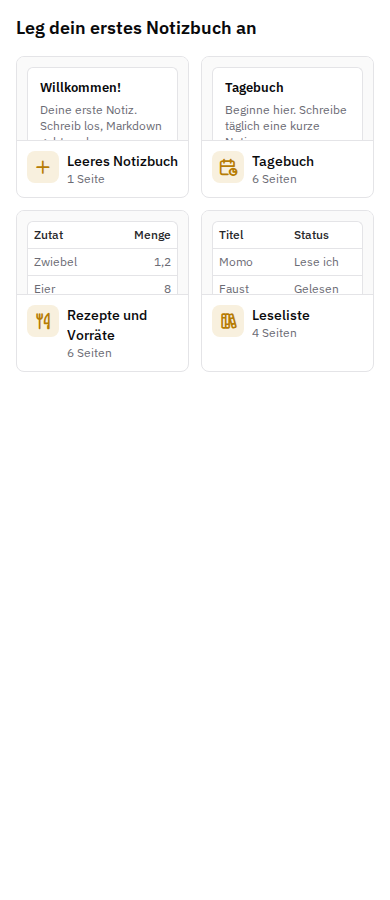 Leg dein erstes Notizbuch an
Willkommen!
Deine erste Notiz.
Schreib los, Markdown
Leeres Notizbuch
1 Seite
Tagebuch
Beginne hier. Schreibe
täglich eine kurze
Tagebuch
6 Seiten
Zutat Menge
Zwiebel 1,2
Eier 8
Rezepte und
Vorräte
6 Seiten
Titel Status
Momo Lese ich
Faust Gelesen
Leseliste
4 Seiten